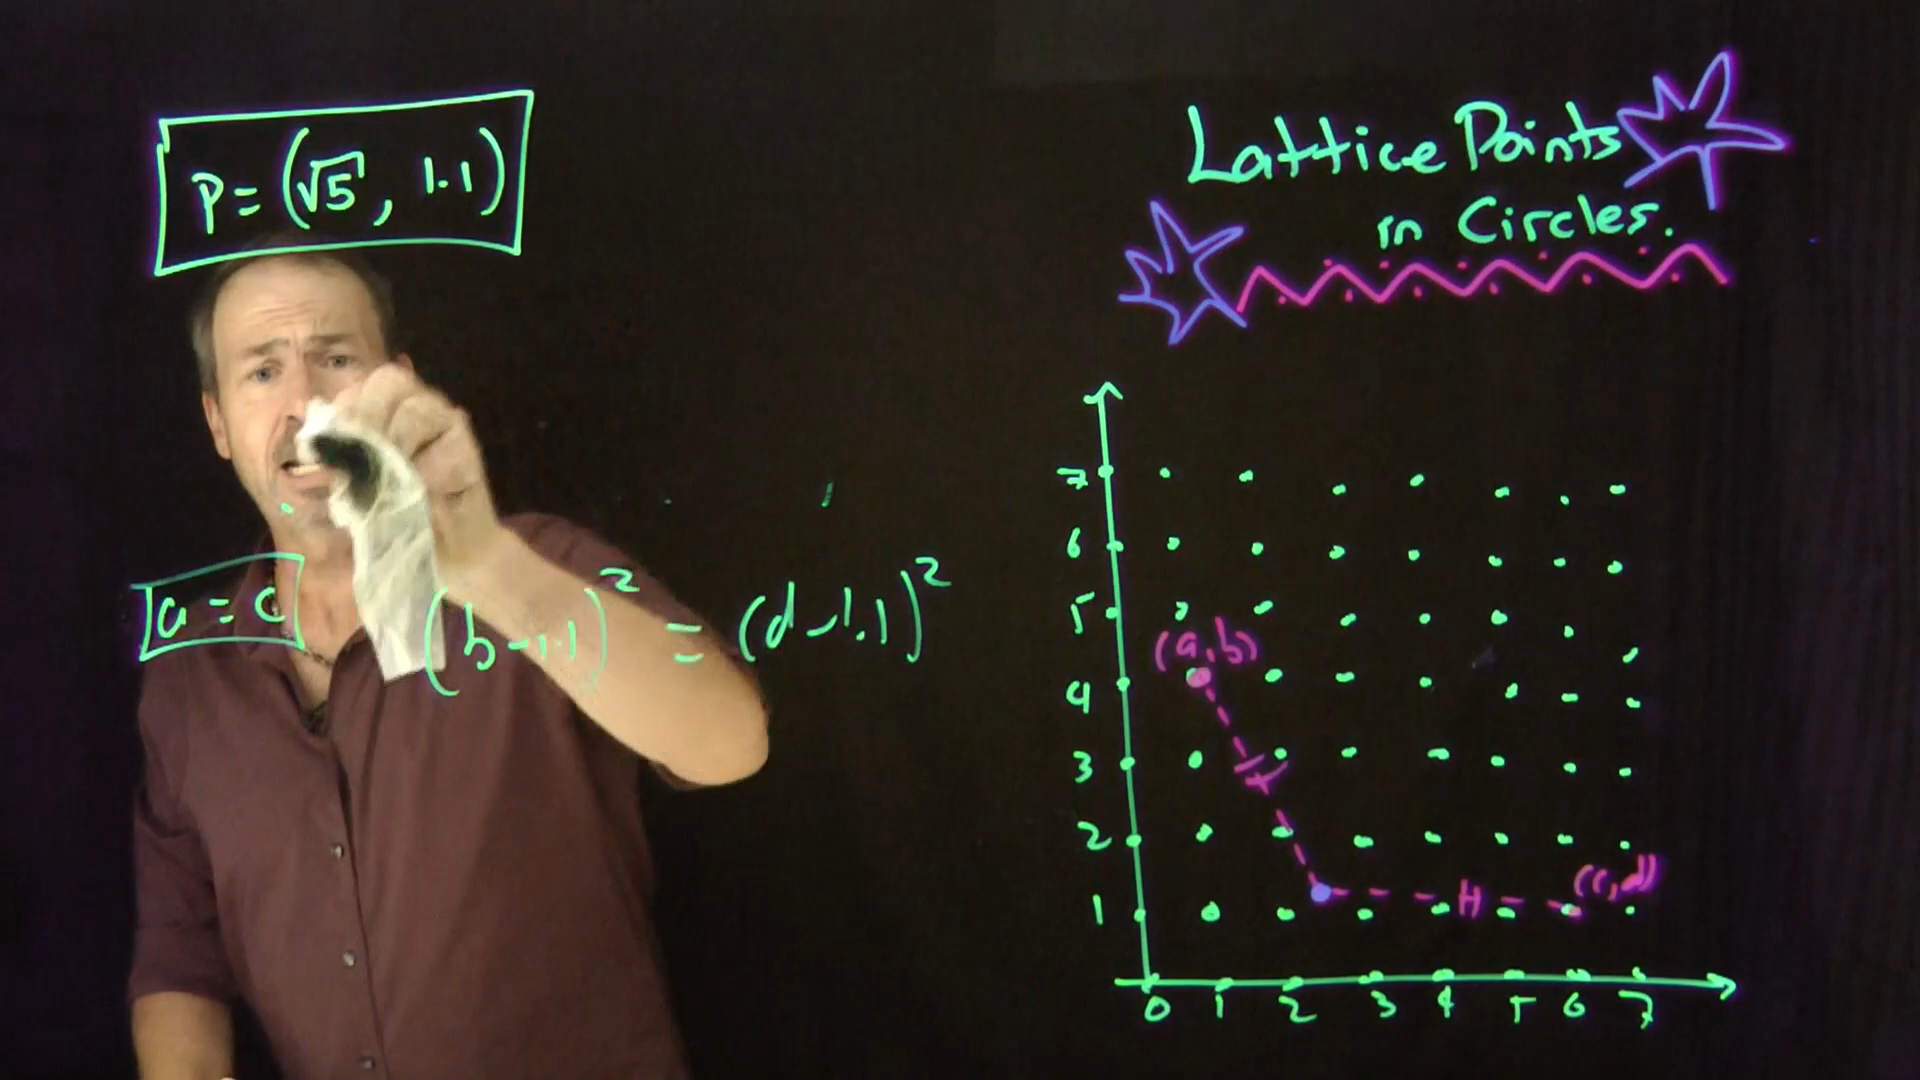 P = (√5, 1.1)
a = c
(b - 1.1)² = (d - 1.1)²
Lattice Points
in Circles.
7
6
5
(a,b)
4
3
2
(c,d)
1
0 1 2 3 4 5 6 7